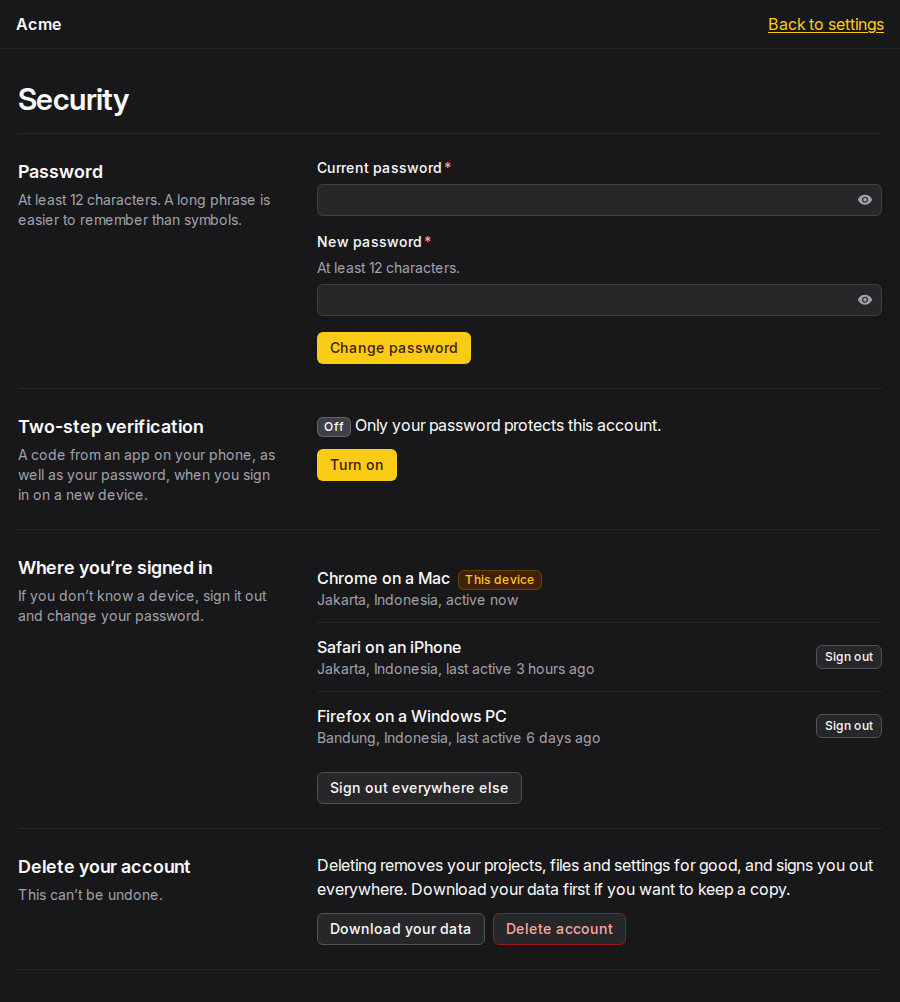 Acme
Back to settings
Security
Password
At least 12 characters. A long phrase is
easier to remember than symbols.
Current password *
New password *
At least 12 characters.
Change password
Two-step verification
A code from an app on your phone, as
well as your password, when you sign
in on a new device.
Off Only your password protects this account.
Turn on
Where you’re signed in
If you don’t know a device, sign it out
and change your password.
Chrome on a Mac This device
Jakarta, Indonesia, active now
Safari on an iPhone
Jakarta, Indonesia, last active 3 hours ago
Sign out
Firefox on a Windows PC
Bandung, Indonesia, last active 6 days ago
Sign out
Sign out everywhere else
Delete your account
This can’t be undone.
Deleting removes your projects, files and settings for good, and signs you out
everywhere. Download your data first if you want to keep a copy.
Download your data
Delete account